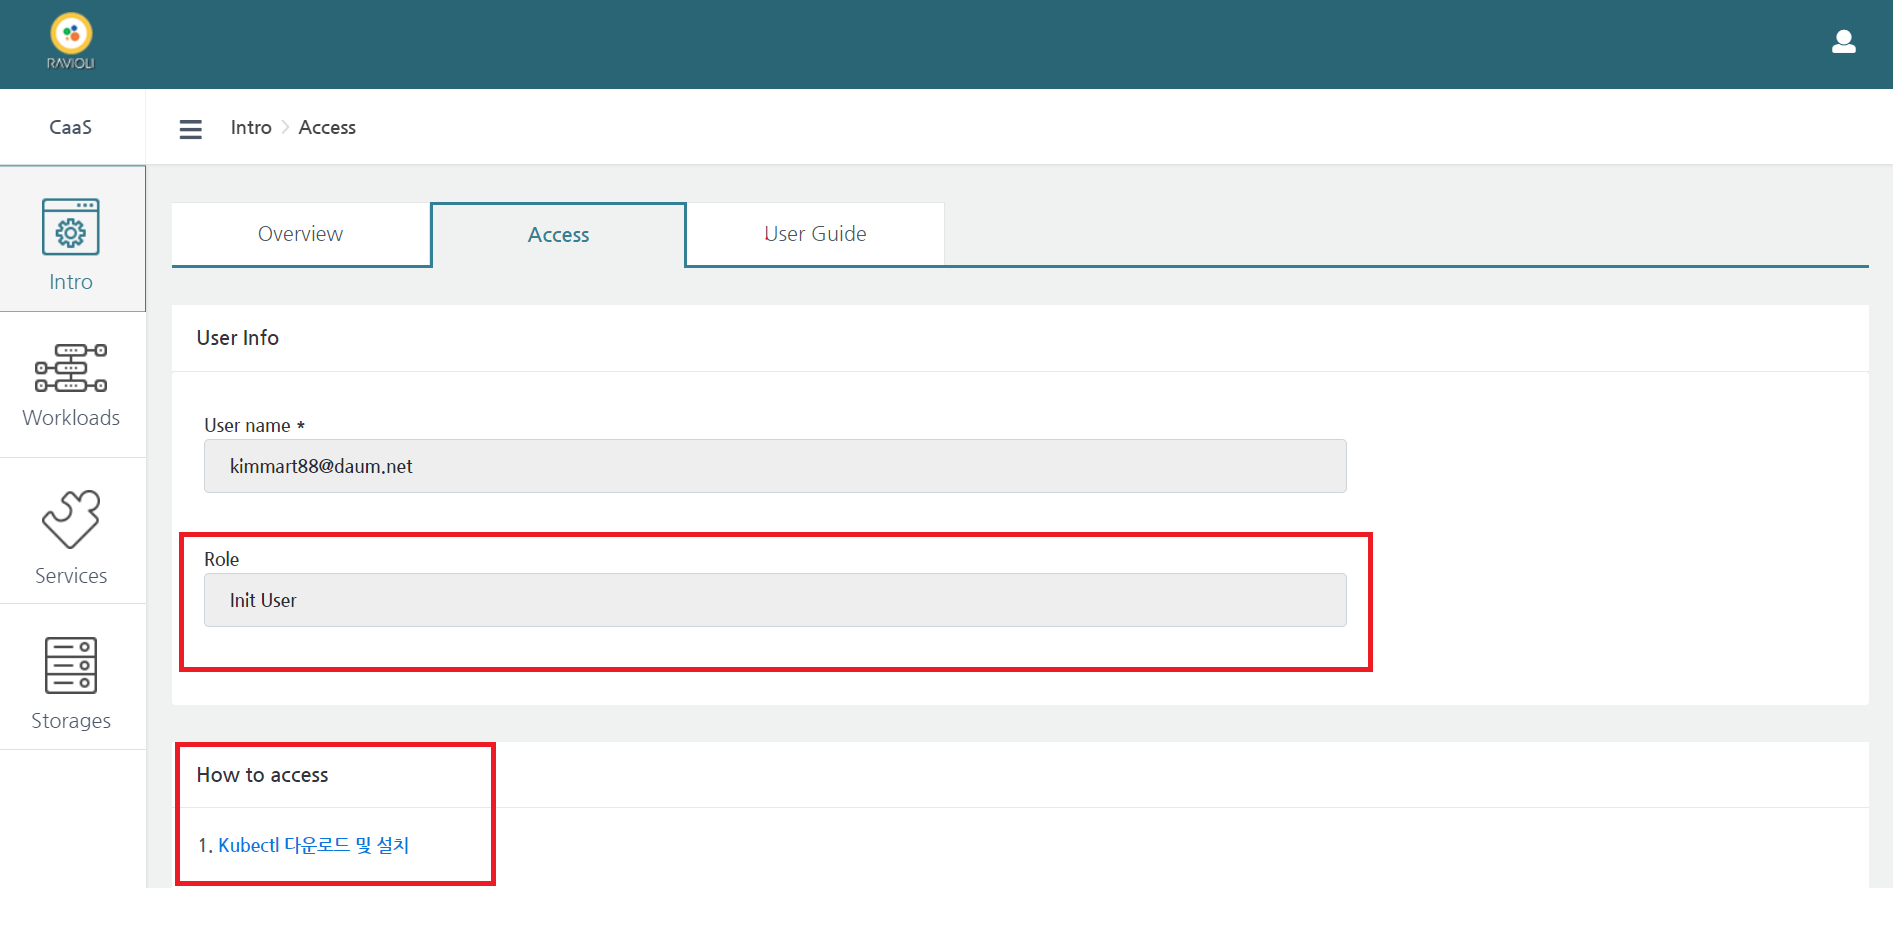 RAVIOLI
CaaS
Intro > Access
Intro
Workloads
Services
Storages
Overview
Access
User Guide
User Info
User name *
kimmart88@daum.net
Role
Init User
How to access
1. Kubectl 다운로드 및 설치